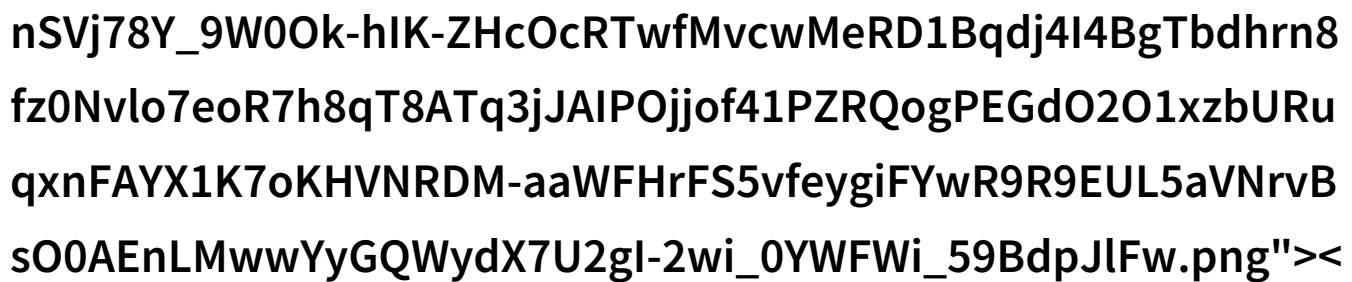 nSVj78Y_9W0Ok-hIK-ZHcOcRTwfMvcwMeRD1Bqdj4I4BgTbdhrn8
fz0Nvlo7eoR7h8qT8ATq3jJAIPOjjof41PZRQogPEGdO2O1xzbURu
qxnFAYX1K7oKHVNRDM-aaWFHrFS5vfeygiFYwR9R9EUL5aVNrvB
sO0AEnLMwwYyGQWydX7U2gI-2wi_0YWFWi_59BdpJlFw.png"><